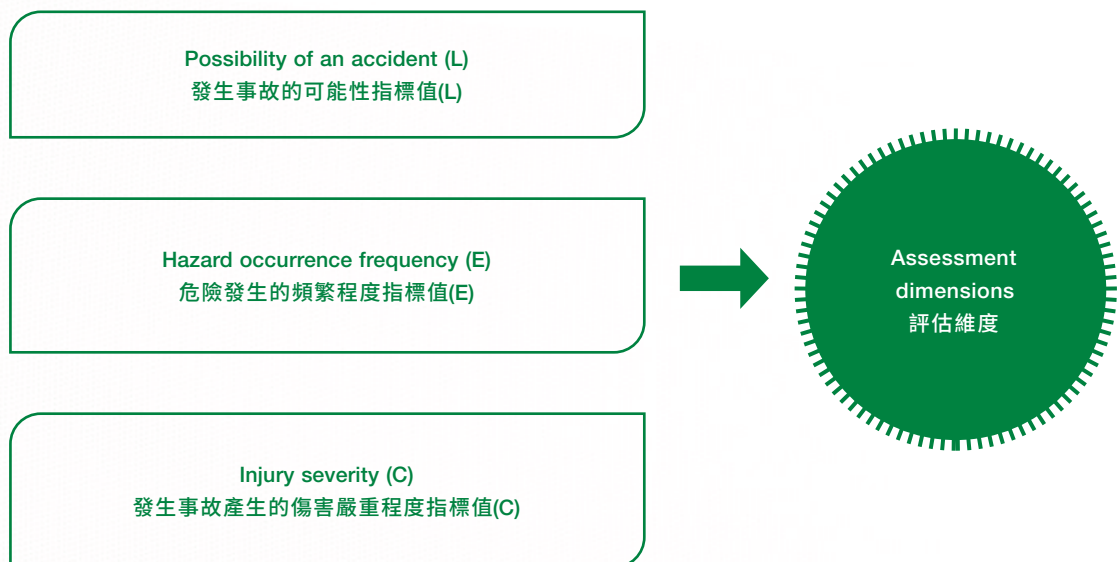 Possibility of an accident (L)
發生事故的可能性指標值(L)
Hazard occurrence frequency (E)
危險發生的頻繁程度指標值(E)
Injury severity (C)
發生事故產生的傷害嚴重程度指標值(C)
Assessment
dimensions
評估維度